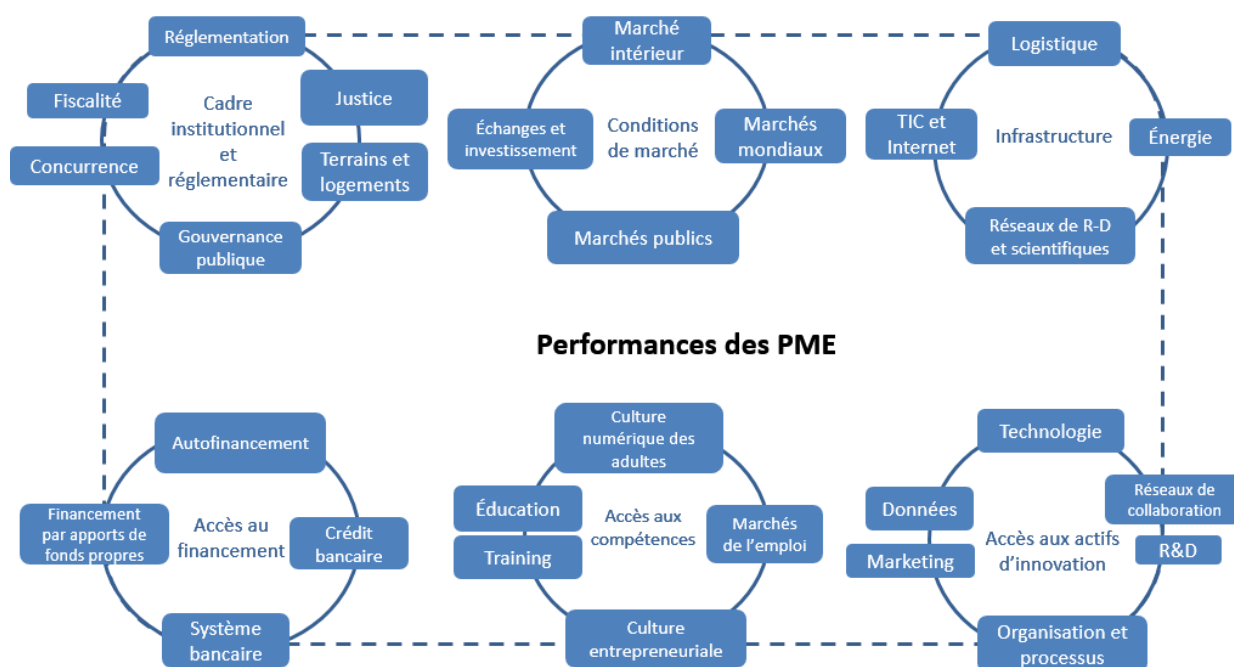 Réglementation
Fiscalité
Justice
Cadre
institutionnel
et
réglementaire
Concurrence
Terrains et
logements
Gouvernance
publique
Marché
intérieur
Échanges et
investissement
Conditions
de marché
Marchés
mondiaux
Marchés publics
Logistique
TIC et
Internet
Infrastructure
Énergie
Réseaux de R-D
et scientifiques
Performances des PME
Autofinancement
Financement
par apports de
fonds propres
Accès au
financement
Crédit
bancaire
Système
bancaire
Culture
numérique des
adultes
Éducation
Training
Accès aux
compétences
Marchés
de l’emploi
Culture
entrepreneuriale
Technologie
Données
Réseaux de
collaboration
Marketing
Accès aux actifs
d’innovation
R&D
Organisation et
processus